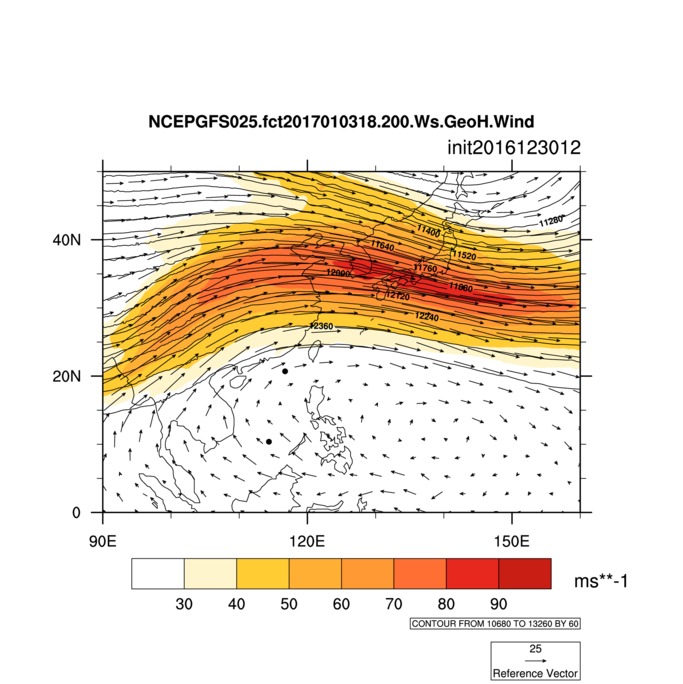 NCEPGFS025.fct2017010318.200.Ws.GeoH.Wind
init2016123012
11280
11400
40N
11640
11520
12000
11760
11880
12120
12240
12360
20N
0
90E 120E 150E
ms**-1
30 40 50 60 70 80 90
CONTOUR FROM 10680 TO 13260 BY 60
25
Reference Vector